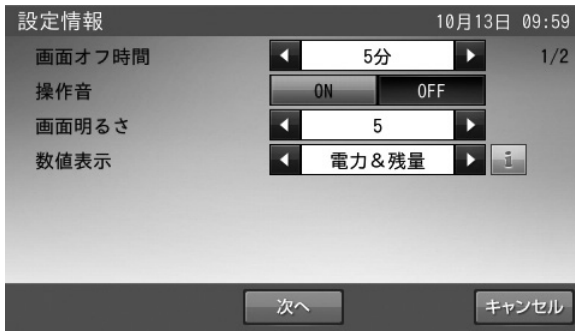 設定情報 10月13日 09:59
画面オフ時間 5分 1/2
操作音 ON OFF
画面明るさ 5
数値表示 電力&残量 i
次へ キャンセル